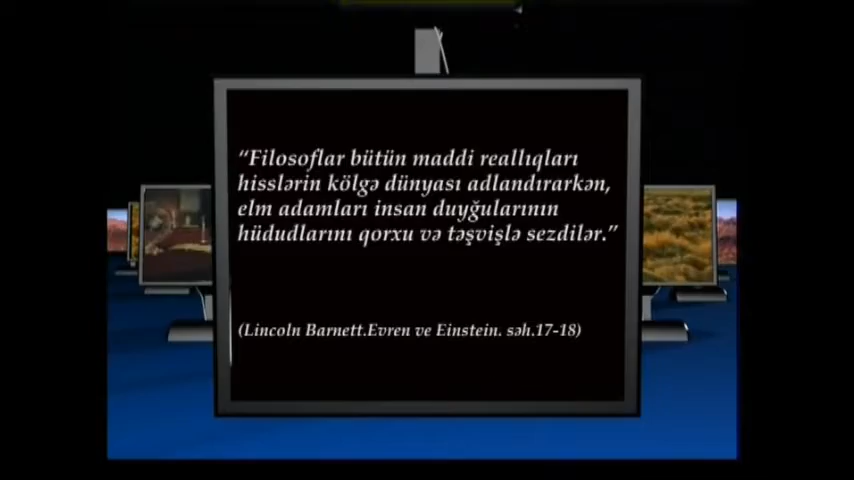 “Filosoflar bütün maddi reallıqları
hisslərin kölgə dünyası adlandırarkən,
elm adamları insan duyğularının
hüdudlarını qorxu və təşvişlə sezdilər.”
(Lincoln Barnett.Evren ve Einstein. səh.17-18)